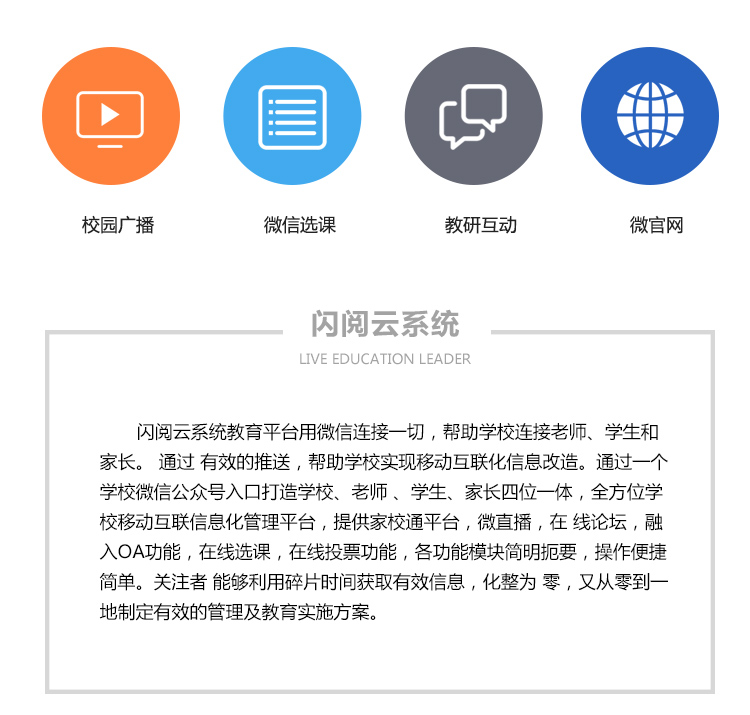 校园广播 微信选课 教研互动 微官网
闪阅云系统
LIVE EDUCATION LEADER
闪阅云系统教育平台用微信连接一切，帮助学校连接老师、学生和
家长。 通过 有效的推送，帮助学校实现移动互联化信息改造。通过一个
学校微信公众号入口打造学校、老师 、学生、家长四位一体，全方位学
校移动互联信息化管理平台，提供家校通平台，微直播，在 线论坛，融
入OA功能，在线选课，在线投票功能，各功能模块简明扼要，操作便捷
简单。关注者 能够利用碎片时间获取有效信息，化整为 零，又从零到一
地制定有效的管理及教育实施方案。